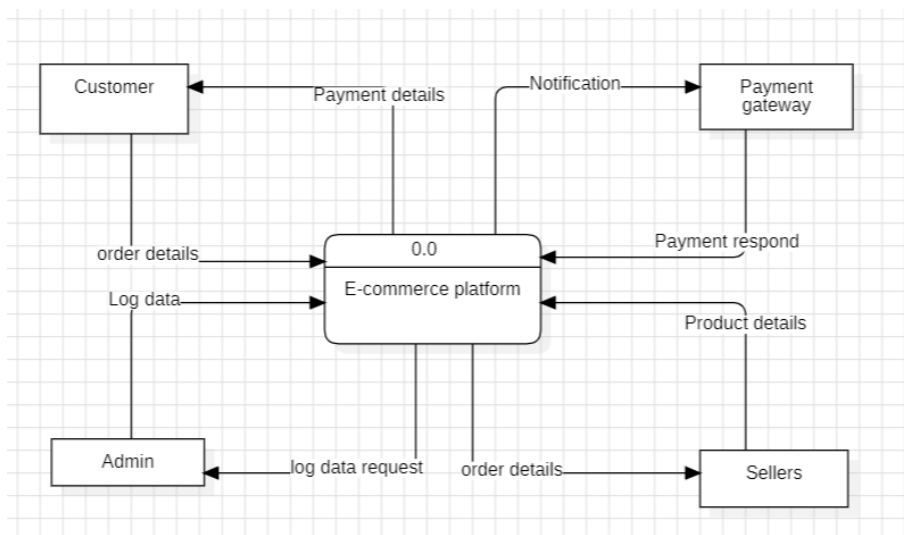 Customer
Payment details
Notification
Payment
gateway
order details
0.0
Payment respond
E-commerce platform
Log data
Product details
Admin
log data request
order details
Sellers